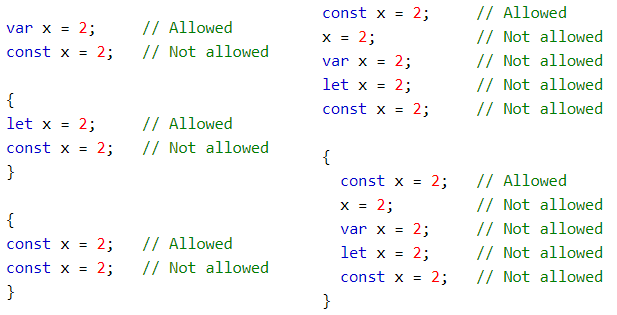 var x = 2;     // Allowed
const x = 2;   // Not allowed

{
let x = 2;     // Allowed
const x = 2;   // Not allowed
}

{
const x = 2;   // Allowed
const x = 2;   // Not allowed
}

const x = 2;     // Allowed
x = 2;           // Not allowed
var x = 2;       // Not allowed
let x = 2;       // Not allowed
const x = 2;     // Not allowed

{
  const x = 2;   // Allowed
  x = 2;         // Not allowed
  var x = 2;     // Not allowed
  let x = 2;     // Not allowed
  const x = 2;   // Not allowed
}